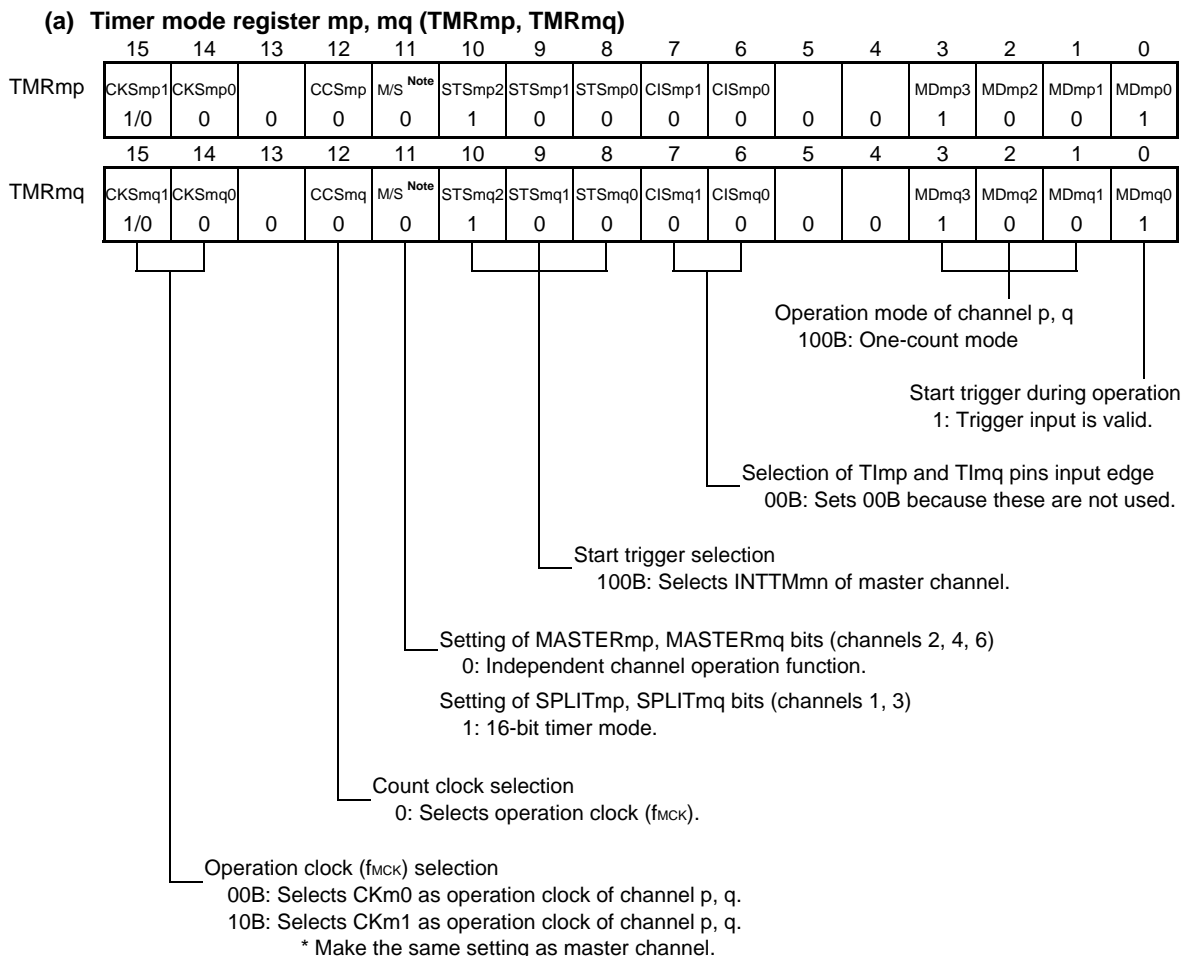 (a) Timer mode register mp, mq (TMRmp, TMRmq)
15 14 13 12 11 10 9 8 7 6 5 4 3 2 1 0
TMRmp CKSmp1 CKSmp0 CCSmp M/S Note STSmp2 STSmp1 STSmp0 CISmp1 CISmp0 MDmp3 MDmp2 MDmp1 MDmp0
1/0 0 0 0 0 1 0 0 0 0 0 0 1 0 0 1
15 14 13 12 11 10 9 8 7 6 5 4 3 2 1 0
TMRmq CKSmq1 CKSmq0 CCSmq M/S Note STSmq2 STSmq1 STSmq0 CISmq1 CISmq0 MDmq3 MDmq2 MDmq1 MDmq0
1/0 0 0 0 0 1 0 0 0 0 0 0 1 0 0 1
Operation mode of channel p, q
100B: One-count mode
Start trigger during operation
1: Trigger input is valid.
Selection of TImp and TImq pins input edge
00B: Sets 00B because these are not used.
Start trigger selection
100B: Selects INTTMmn of master channel.
Setting of MASTERmp, MASTERmq bits (channels 2, 4, 6)
0: Independent channel operation function.
Setting of SPLITmp, SPLITmq bits (channels 1, 3)
1: 16-bit timer mode.
Count clock selection
0: Selects operation clock (fMCK).
Operation clock (fMCK) selection
00B: Selects CKm0 as operation clock of channel p, q.
10B: Selects CKm1 as operation clock of channel p, q.
* Make the same setting as master channel.